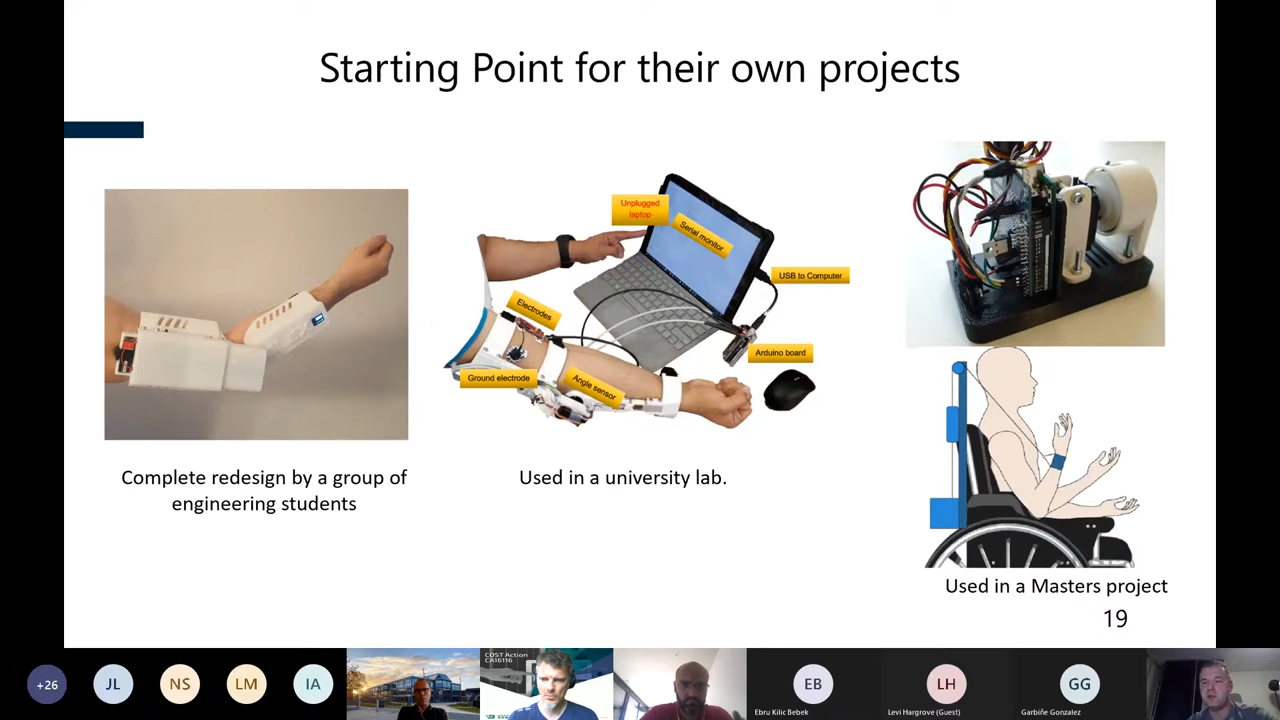 Starting Point for their own projects
Unplugged
laptop
Serial monitor
USB to Computer
Electrodes
Arduino board
Ground electrode
Angle sensor
Complete redesign by a group of
engineering students
Used in a university lab.
Used in a Masters project
19
+26
JL
NS
LM
IA
COST Action
CA16116
EB
Ebru Kilic Bebek
LH
Levi Hargrove (Guest)
GG
Garbiñe Gonzalez